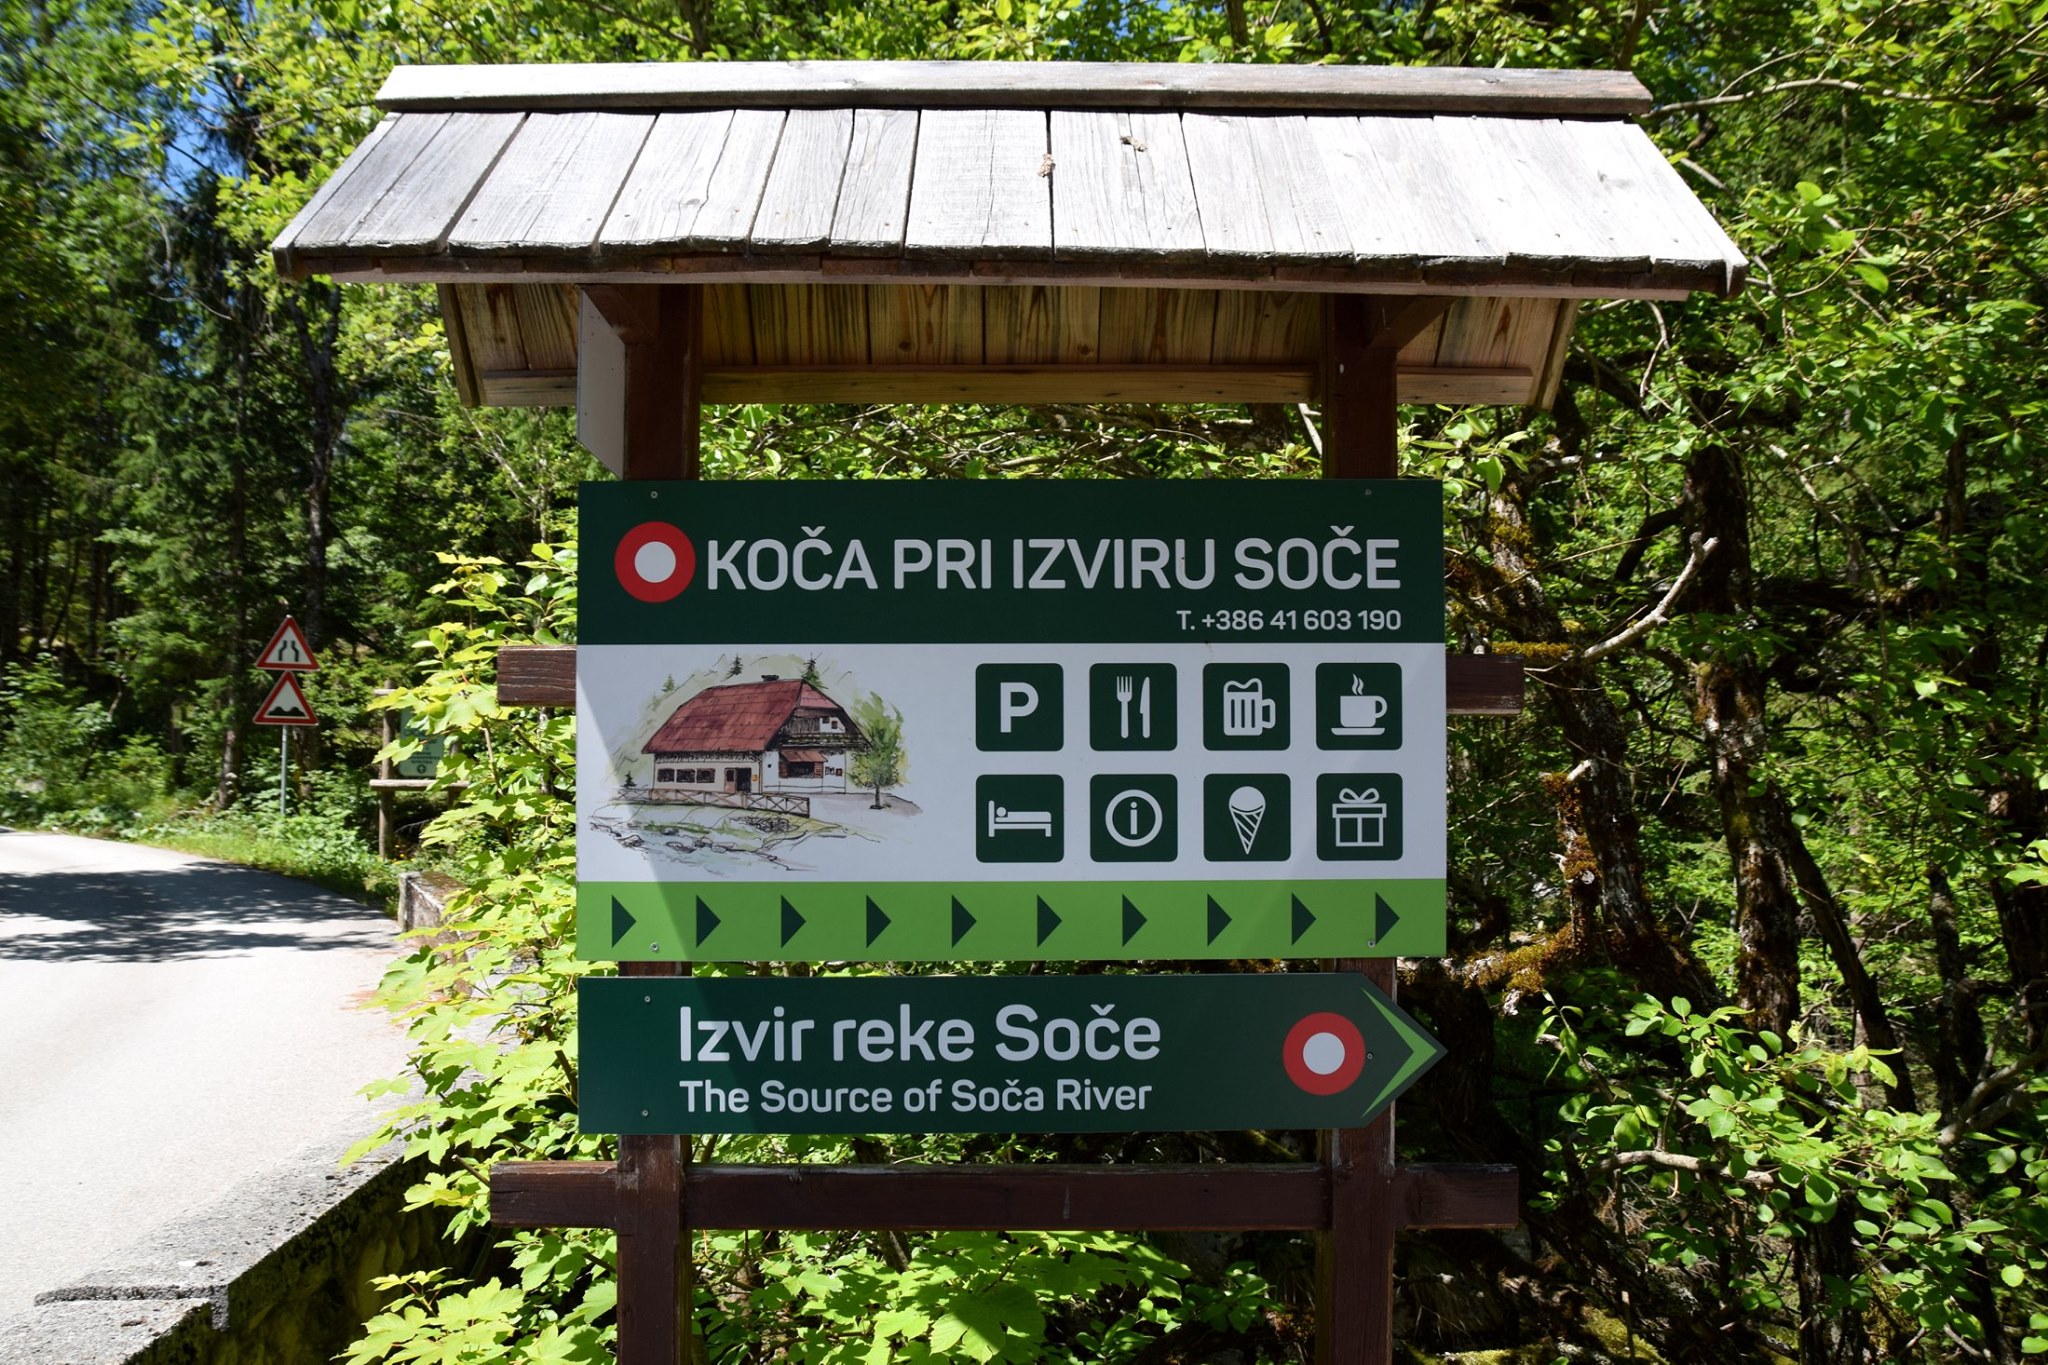 KOČA PRI IZVIRU SOČE
T. +386 41 603 190
P
i
Izvir reke Soče
The Source of Soča River